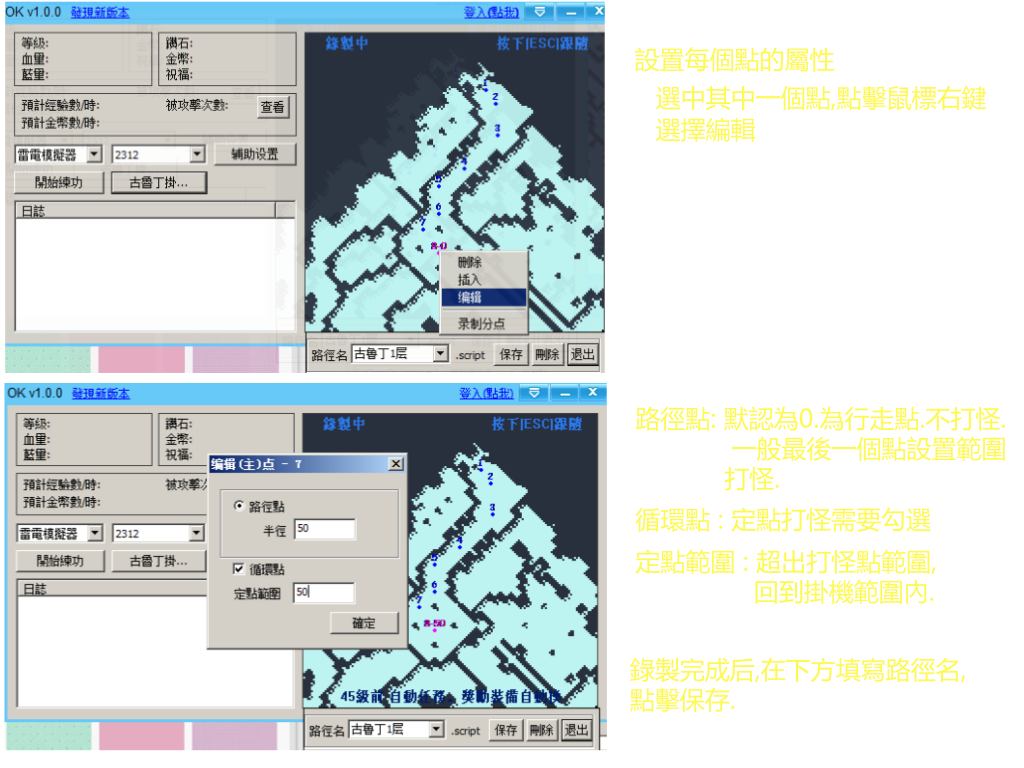 OK v1.0.0 發現新版本 登入(點我)
等級: 鑽石:
血量: 金幣:
藍量: 祝福:
預計經驗數/時: 被攻擊次數: 查看
預計金幣數/時:
雷電模擬器 2312 辅助设置
開始練功 古魯丁掛...
日誌
錄製中 按下[ESC]跟隨
1
2
3
4
5
6
7
8-0
刪除
插入
编辑
录制分点
路徑名 古魯丁1层 .script 保存 刪除 退出
設置每個點的屬性
選中其中一個點,點擊鼠標右鍵
選擇編輯
OK v1.0.0 發現新版本 登入(點我)
等級: 鑽石:
血量: 金幣:
藍量: 祝福:
預計經驗數/時: 被攻擊
預計金幣數/時:
雷電模擬器 2312
開始練功 古魯丁掛...
日誌
錄製中 按下[ESC]跟隨
编辑(主)点 - 7
路徑點
半徑 50
循環點
定點範圍 50
確定
1
2
3
4
5
6
7
8-50
45級前自動任務、獎勵裝備自動換
路徑名 古魯丁1层 .script 保存 刪除 退出
路徑點: 默認為0.為行走點.不打怪.
一般最後一個點設置範圍
打怪.
循環點 : 定點打怪需要勾選
定點範圍 : 超出打怪點範圍,
回到掛機範圍內.
錄製完成后,在下方填寫路徑名,
點擊保存.